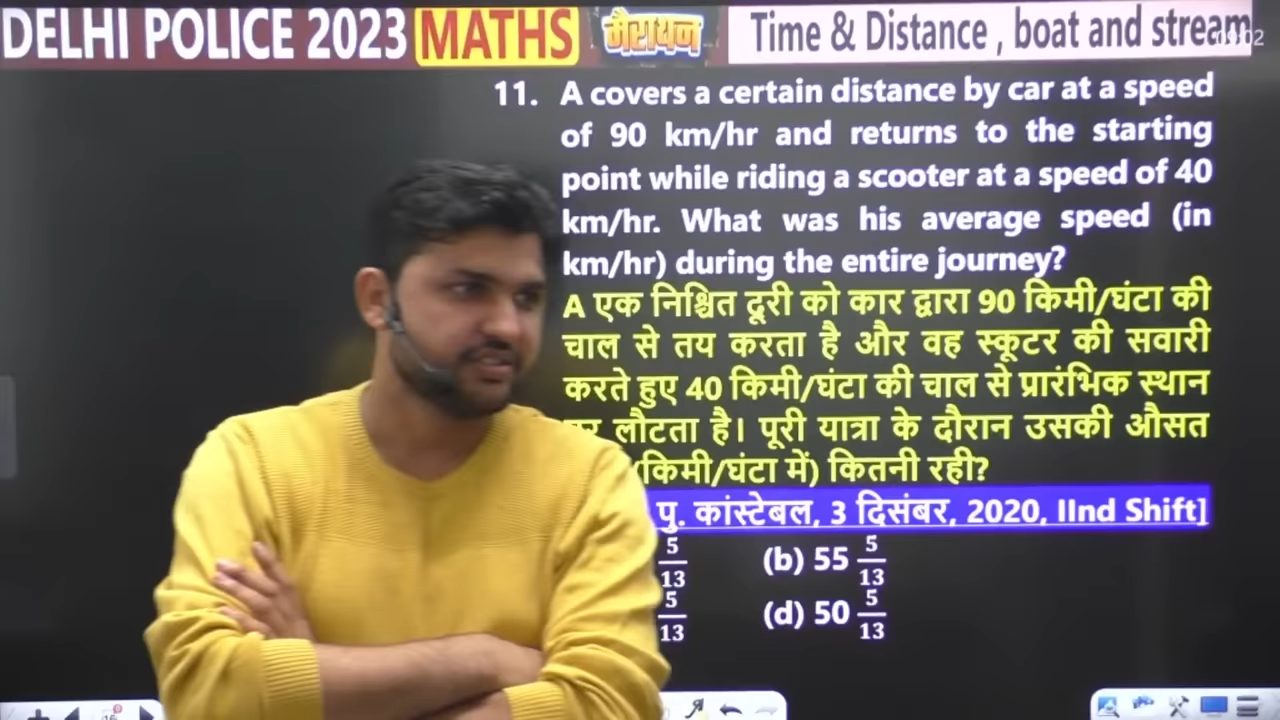 DELHI POLICE 2023 MATHS मैराथन Time & Distance , boat and stream
11. A covers a certain distance by car at a speed
of 90 km/hr and returns to the starting
point while riding a scooter at a speed of 40
km/hr. What was his average speed (in
km/hr) during the entire journey?
A एक निश्चित दूरी को कार द्वारा 90 किमी/घंटा की
चाल से तय करता है और वह स्कूटर की सवारी
करते हुए 40 किमी/घंटा की चाल से प्रारंभिक स्थान
लौटता है। पूरी यात्रा के दौरान उसकी औसत
(किमी/घंटा में) कितनी रही?
पु. कांस्टेबल, 3 दिसंबर, 2020, IInd Shift]
5/13 (b) 55 5/13
5/13 (d) 50 5/13